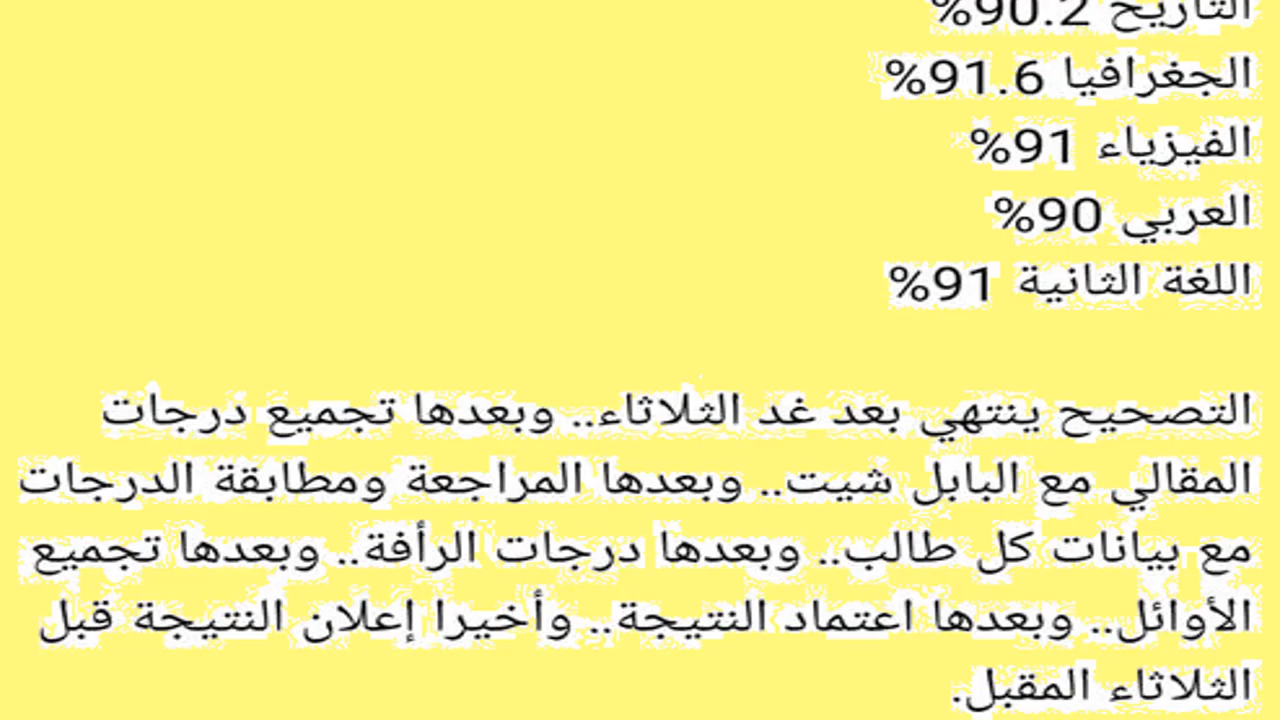 التاريخ 90.2%
الجغرافيا 91.6%
الفيزياء 91%
العربي 90%
اللغة الثانية 91%
التصحيح ينتهي بعد غد الثلاثاء.. وبعدها تجميع درجات
المقالي مع البابل شيت.. وبعدها المراجعة ومطابقة الدرجات
مع بيانات كل طالب.. وبعدها درجات الرأفة.. وبعدها تجميع
الأوائل.. وبعدها اعتماد النتيجة.. وأخيرا إعلان النتيجة قبل
الثلاثاء المقبل.